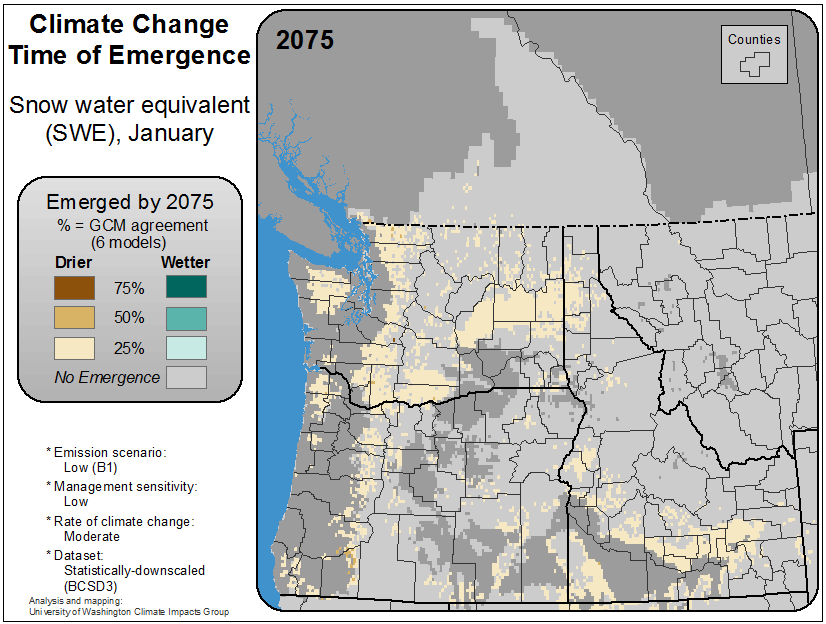 Climate Change
Time of Emergence
Snow water equivalent
(SWE), January
Emerged by 2075
% = GCM agreement
(6 models)
Drier Wetter
75%
50%
25%
No Emergence
* Emission scenario:
Low (B1)
* Management sensitivity:
Low
* Rate of climate change:
Moderate
* Dataset:
Statistically-downscaled
(BCSD3)
Analysis and mapping:
University of Washington Climate Impacts Group
2075
Counties